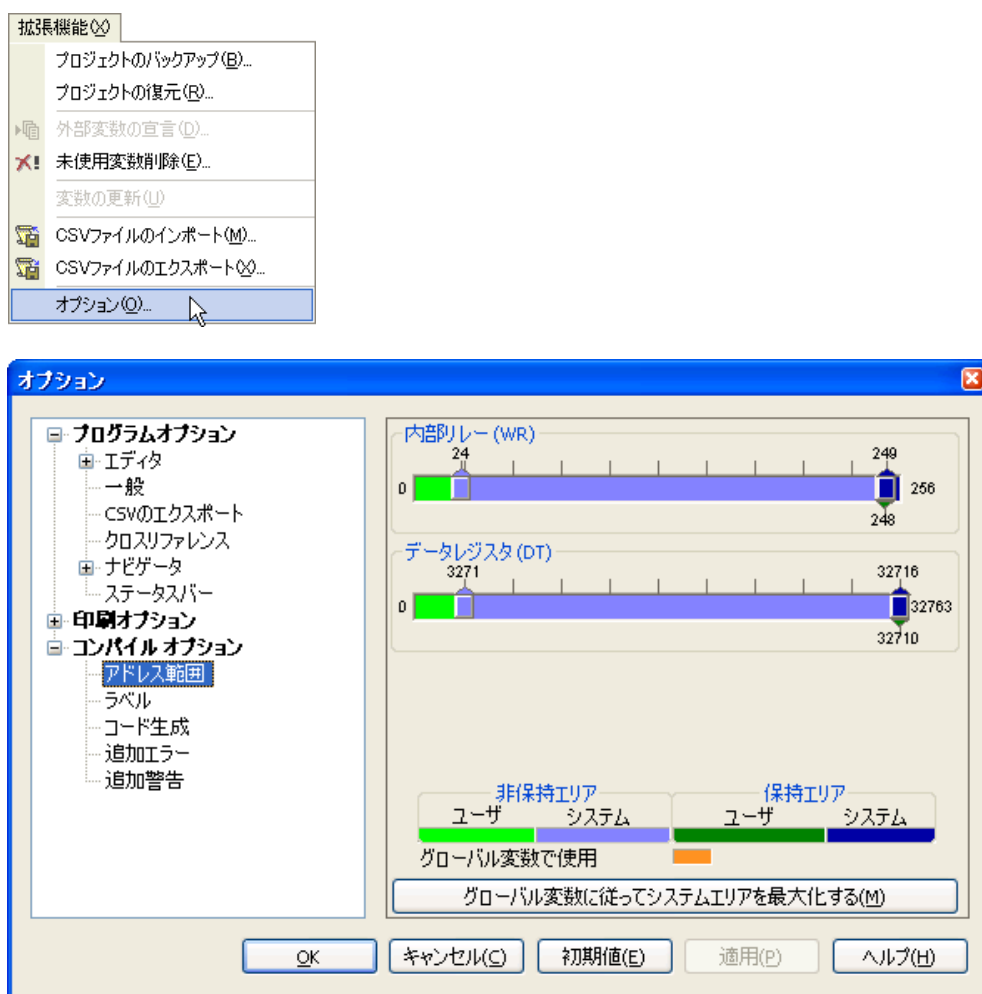 拡張機能(X)
プロジェクトのバックアップ(B)...
プロジェクトの復元(R)...
外部変数の宣言(D)...
未使用変数削除(E)...
変数の更新(U)
CSVファイルのインポート(M)...
CSVファイルのエクスポート(X)...
オプション(O)...
オプション
プログラムオプション
エディタ
一般
CSVのエクスポート
クロスリファレンス
ナビゲータ
ステータスバー
印刷オプション
コンパイル オプション
アドレス範囲
ラベル
コード生成
追加エラー
追加警告
内部リレー(WR)
24 249
0 256
248
データレジスタ(DT)
3271 32716
0 32763
32710
非保持エリア 保持エリア
ユーザ システム ユーザ システム
グローバル変数で使用
グローバル変数に従ってシステムエリアを最大化する(M)
OK キャンセル(C) 初期値(E) 適用(P) ヘルプ(H)